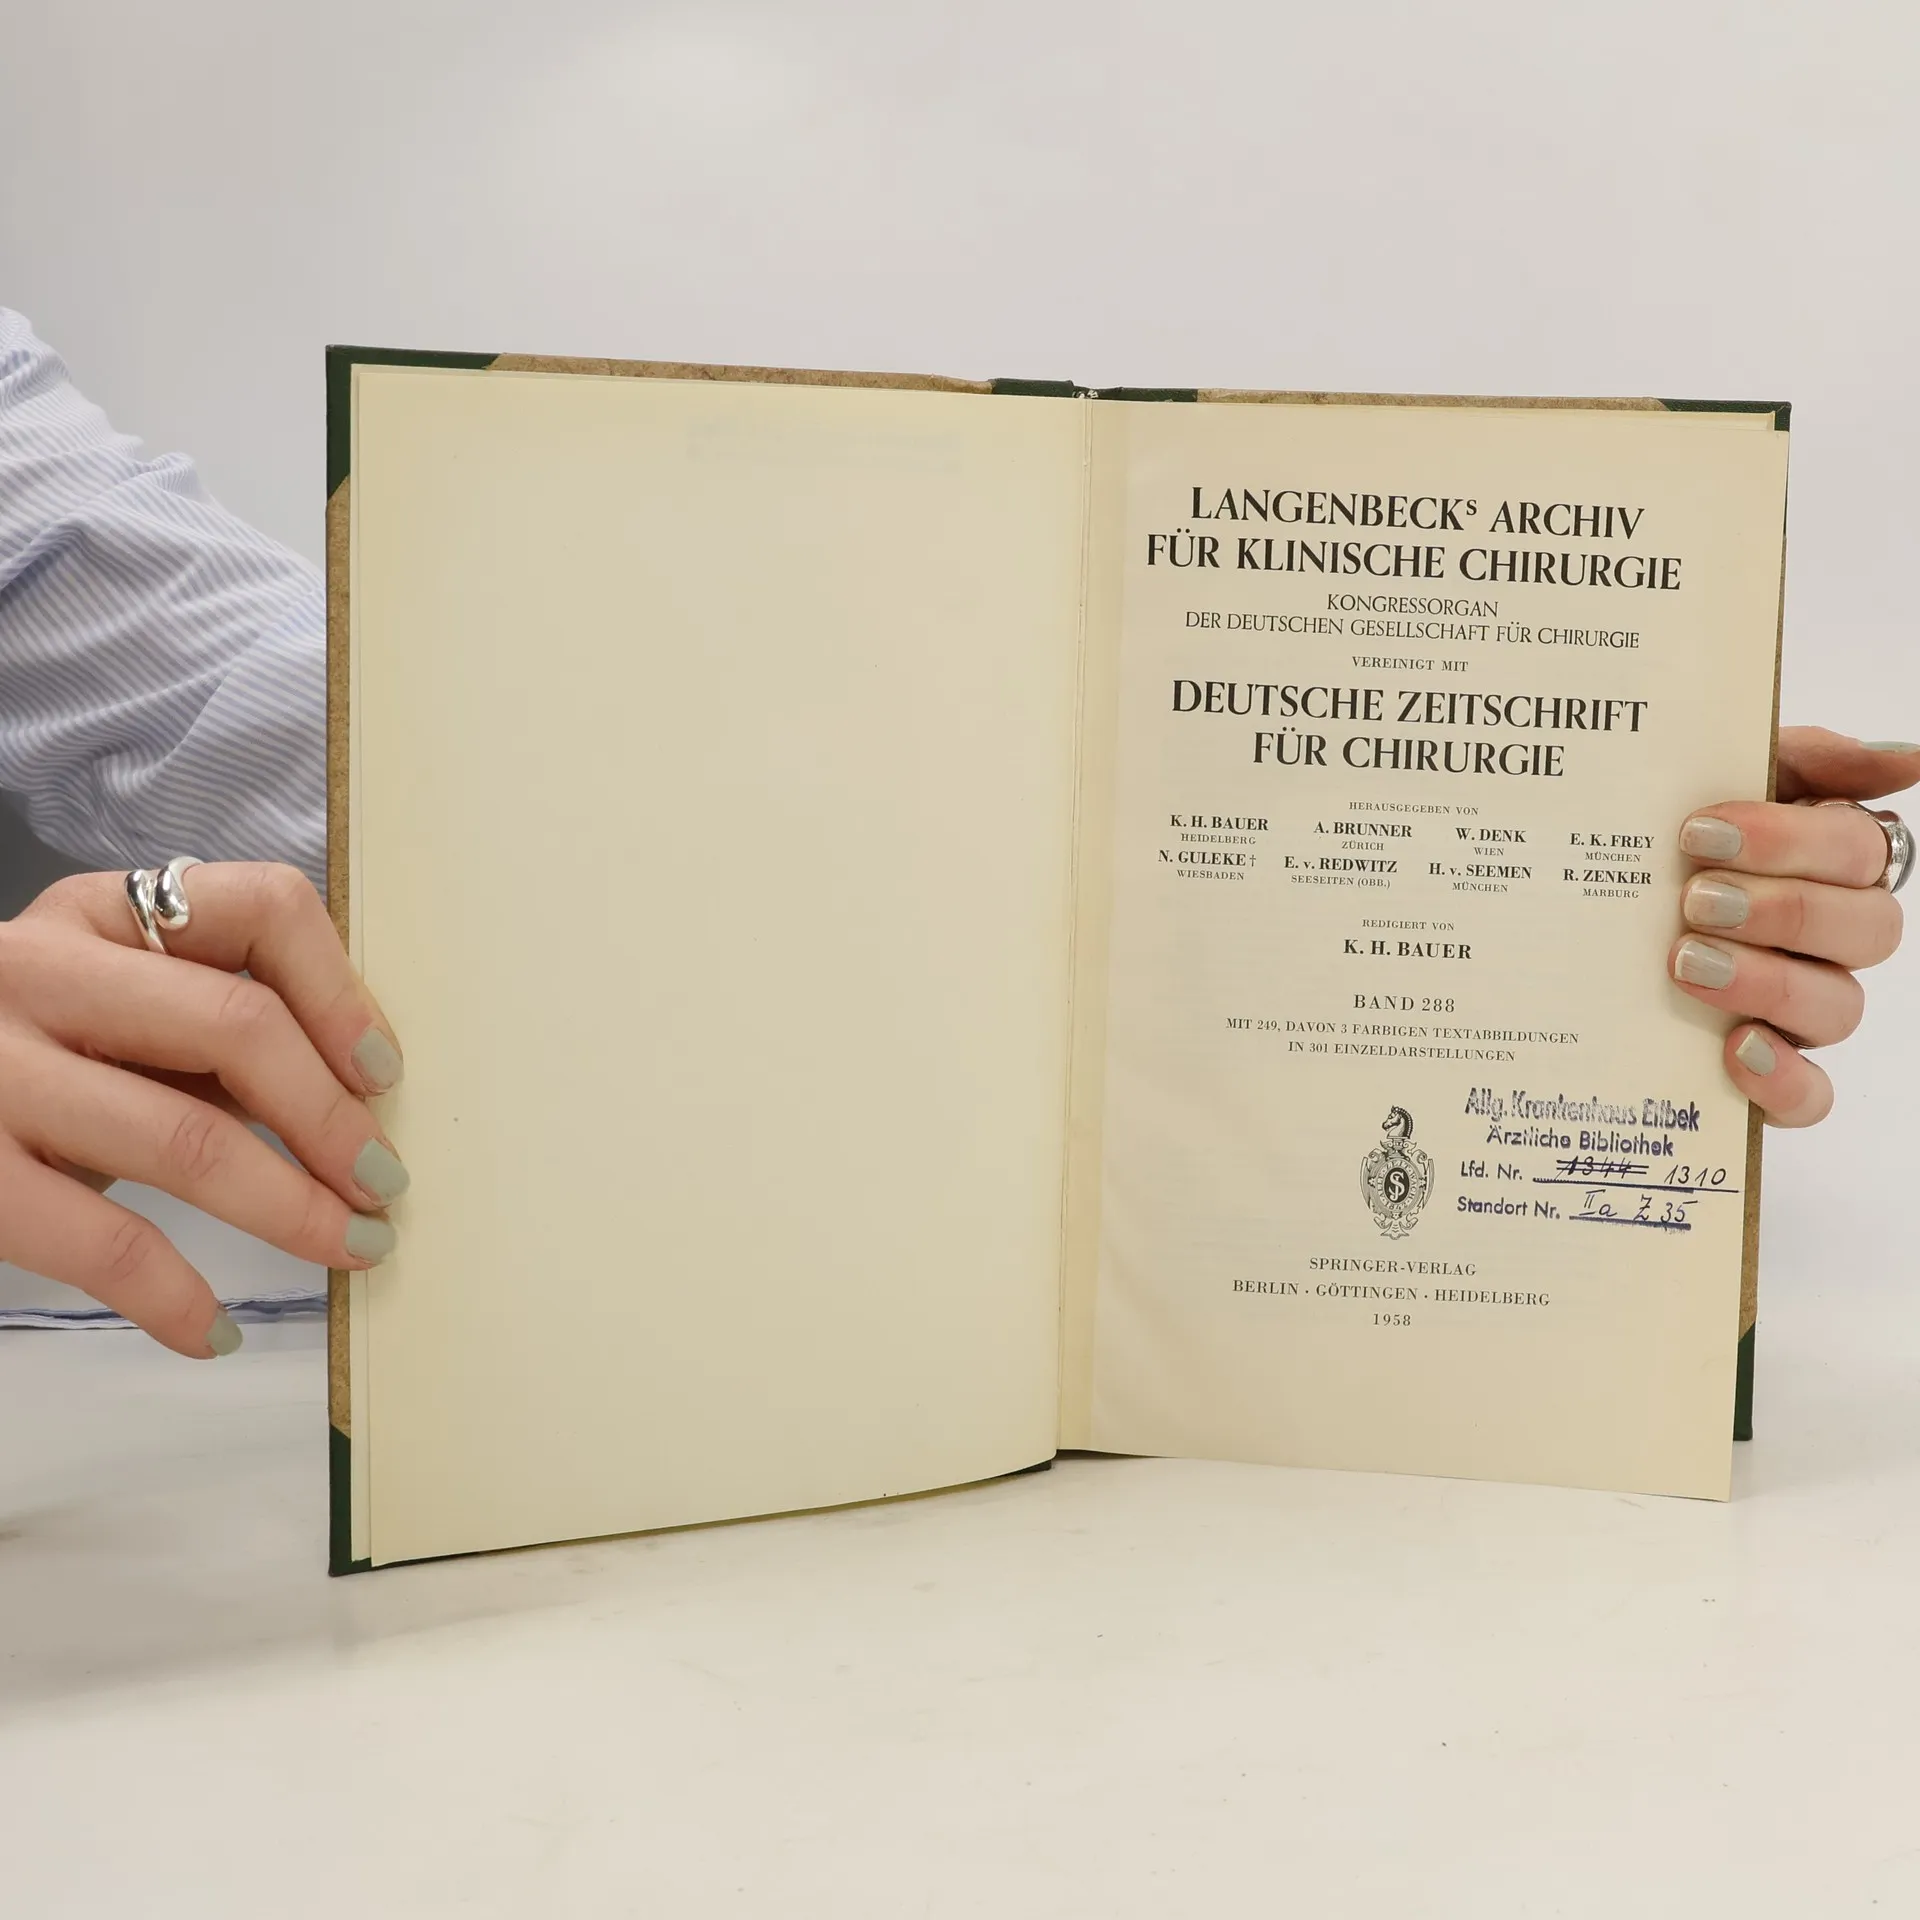 LANGENBECKS ARCHIV
FÜR KLINISCHE CHIRURGIE
KONGRESSORGAN
DER DEUTSCHEN GESELLSCHAFT FÜR CHIRURGIE
VEREINIGT MIT
DEUTSCHE ZEITSCHRIFT
FÜR CHIRURGIE
HERAUSGEGEBEN VON
K. H. BAUER A. BRUNNER W. DENK E. K. FREY
HEIDELBERG ZÜRICH WIEN MÜNCHEN
N. GULEKE † E. v. REDWITZ H. v. SEEMEN R. ZENKER
WIESBADEN SEESEITEN (OBB.) MÜNCHEN MARBURG
REDIGIERT VON
K. H. BAUER
BAND 288
MIT 249, DAVON 3 FARBIGEN TEXTABBILDUNGEN
IN 301 EINZELDARSTELLUNGEN
Allg. Krankenhaus Eilbek
Ärztliche Bibliothek
Lfd. Nr. 1344 1310
Standort Nr. IIa Z 35
SPRINGER-VERLAG
BERLIN · GÖTTINGEN · HEIDELBERG
1958